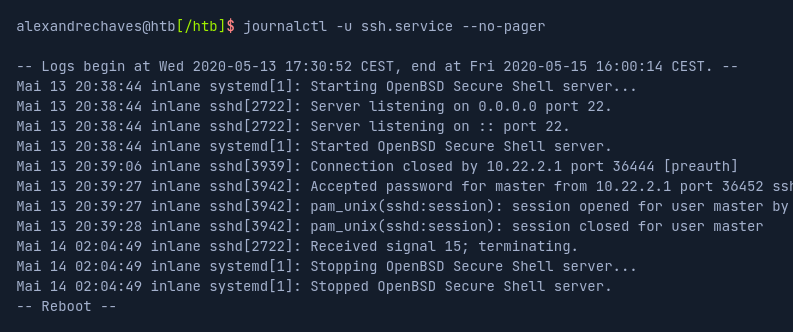 alexandrechaves@htb[/htb]$ journalctl -u ssh.service --no-pager
-- Logs begin at Wed 2020-05-13 17:30:52 CEST, end at Fri 2020-05-15 16:00:14 CEST. --
Mai 13 20:38:44 inlane systemd[1]: Starting OpenBSD Secure Shell server...
Mai 13 20:38:44 inlane sshd[2722]: Server listening on 0.0.0.0 port 22.
Mai 13 20:38:44 inlane sshd[2722]: Server listening on :: port 22.
Mai 13 20:38:44 inlane systemd[1]: Started OpenBSD Secure Shell server.
Mai 13 20:39:06 inlane sshd[3939]: Connection closed by 10.22.2.1 port 36444 [preauth]
Mai 13 20:39:27 inlane sshd[3942]: Accepted password for master from 10.22.2.1 port 36452 ssh
Mai 13 20:39:27 inlane sshd[3942]: pam_unix(sshd:session): session opened for user master by
Mai 13 20:39:28 inlane sshd[3942]: pam_unix(sshd:session): session closed for user master
Mai 14 02:04:49 inlane sshd[2722]: Received signal 15; terminating.
Mai 14 02:04:49 inlane systemd[1]: Stopping OpenBSD Secure Shell server...
Mai 14 02:04:49 inlane systemd[1]: Stopped OpenBSD Secure Shell server.
-- Reboot --